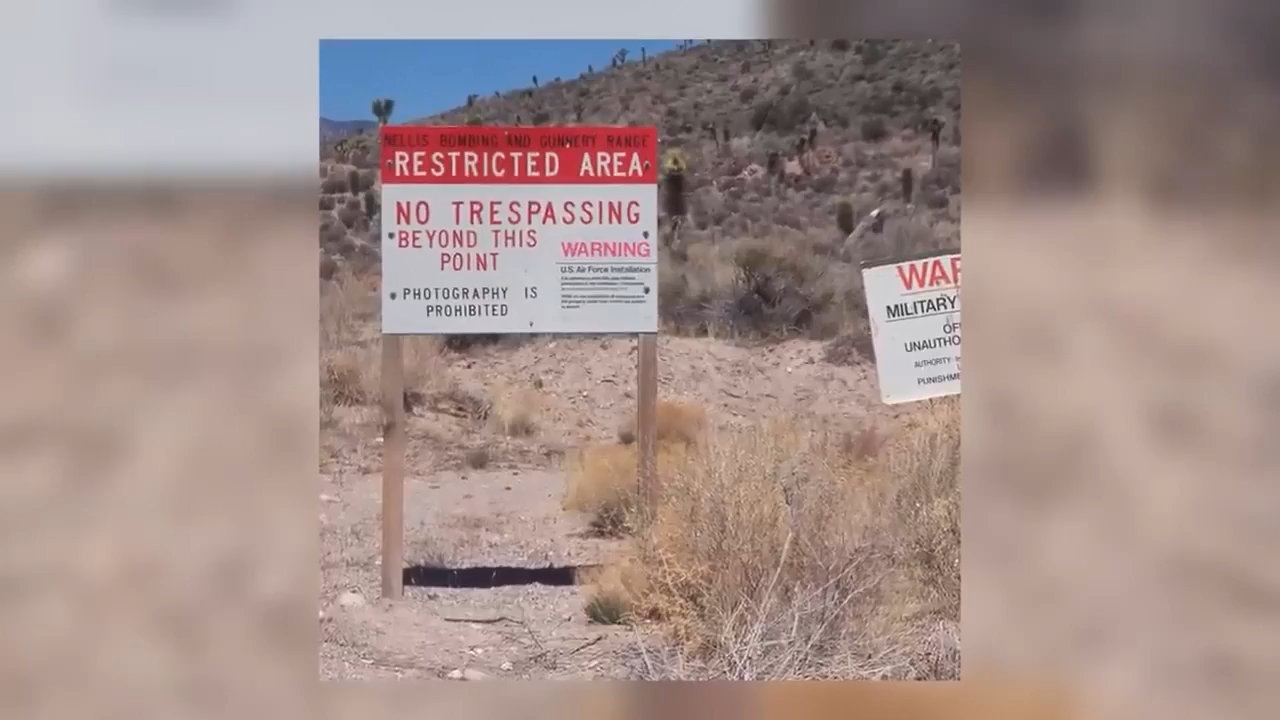 NELLIS BOMBING AND GUNNERY RANGE
RESTRICTED AREA
NO TRESPASSING
BEYOND THIS
POINT
WARNING
U.S. Air Force Installation
PHOTOGRAPHY IS
PROHIBITED
WAR
MILITARY
OF
UNAUTHO
AUTHORITY:
PUNISHME